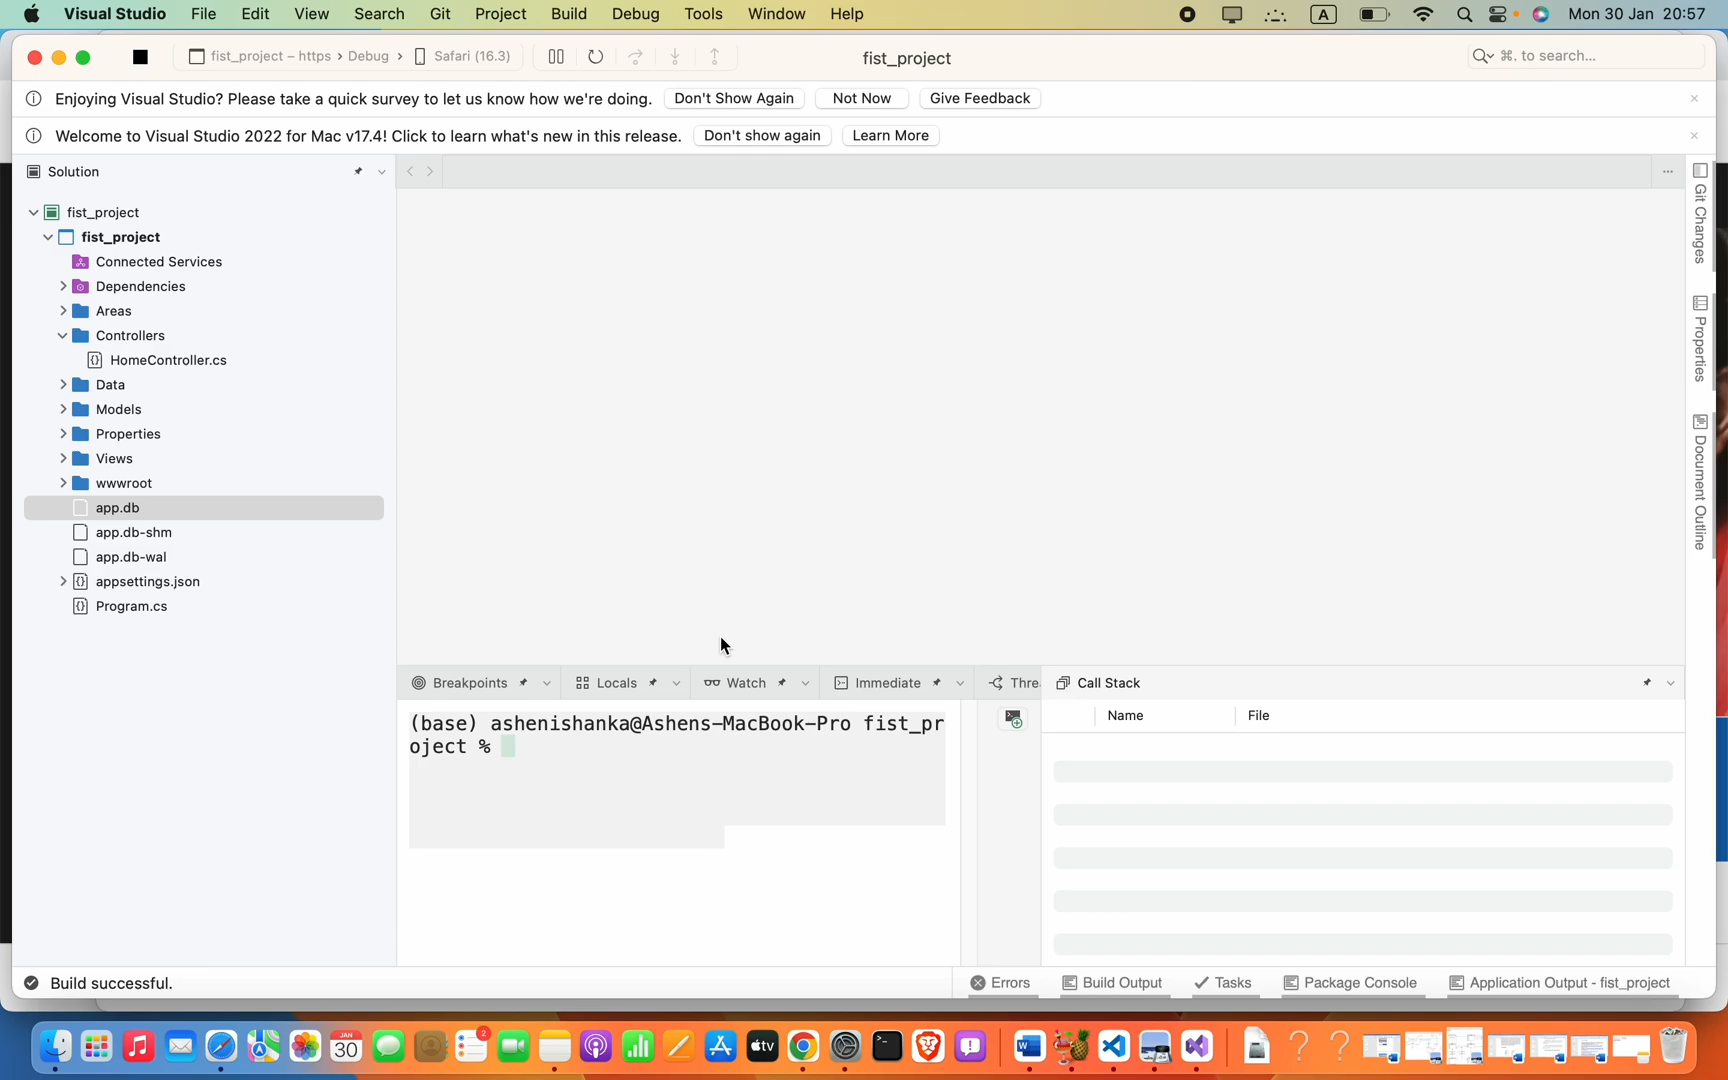 Visual Studio File Edit View Search Git Project Build Debug Tools Window Help A Mon 30 Jan 20:57
fist_project – https › Debug › Safari (16.3) fist_project ⌘. to search...
Enjoying Visual Studio? Please take a quick survey to let us know how we're doing. Don't Show Again Not Now Give Feedback
Welcome to Visual Studio 2022 for Mac v17.4! Click to learn what's new in this release. Don't show again Learn More
Solution
fist_project
fist_project
Connected Services
Dependencies
Areas
Controllers
HomeController.cs
Data
Models
Properties
Views
wwwroot
app.db
app.db-shm
app.db-wal
appsettings.json
Program.cs
Git Changes
Properties
Document Outline
Breakpoints Locals Watch Immediate Thre
Call Stack
Name File
(base) ashenishanka@Ashens-MacBook-Pro fist_pr
oject %
Build successful.
Errors Build Output Tasks Package Console Application Output - fist_project
JAN
30
2
tv